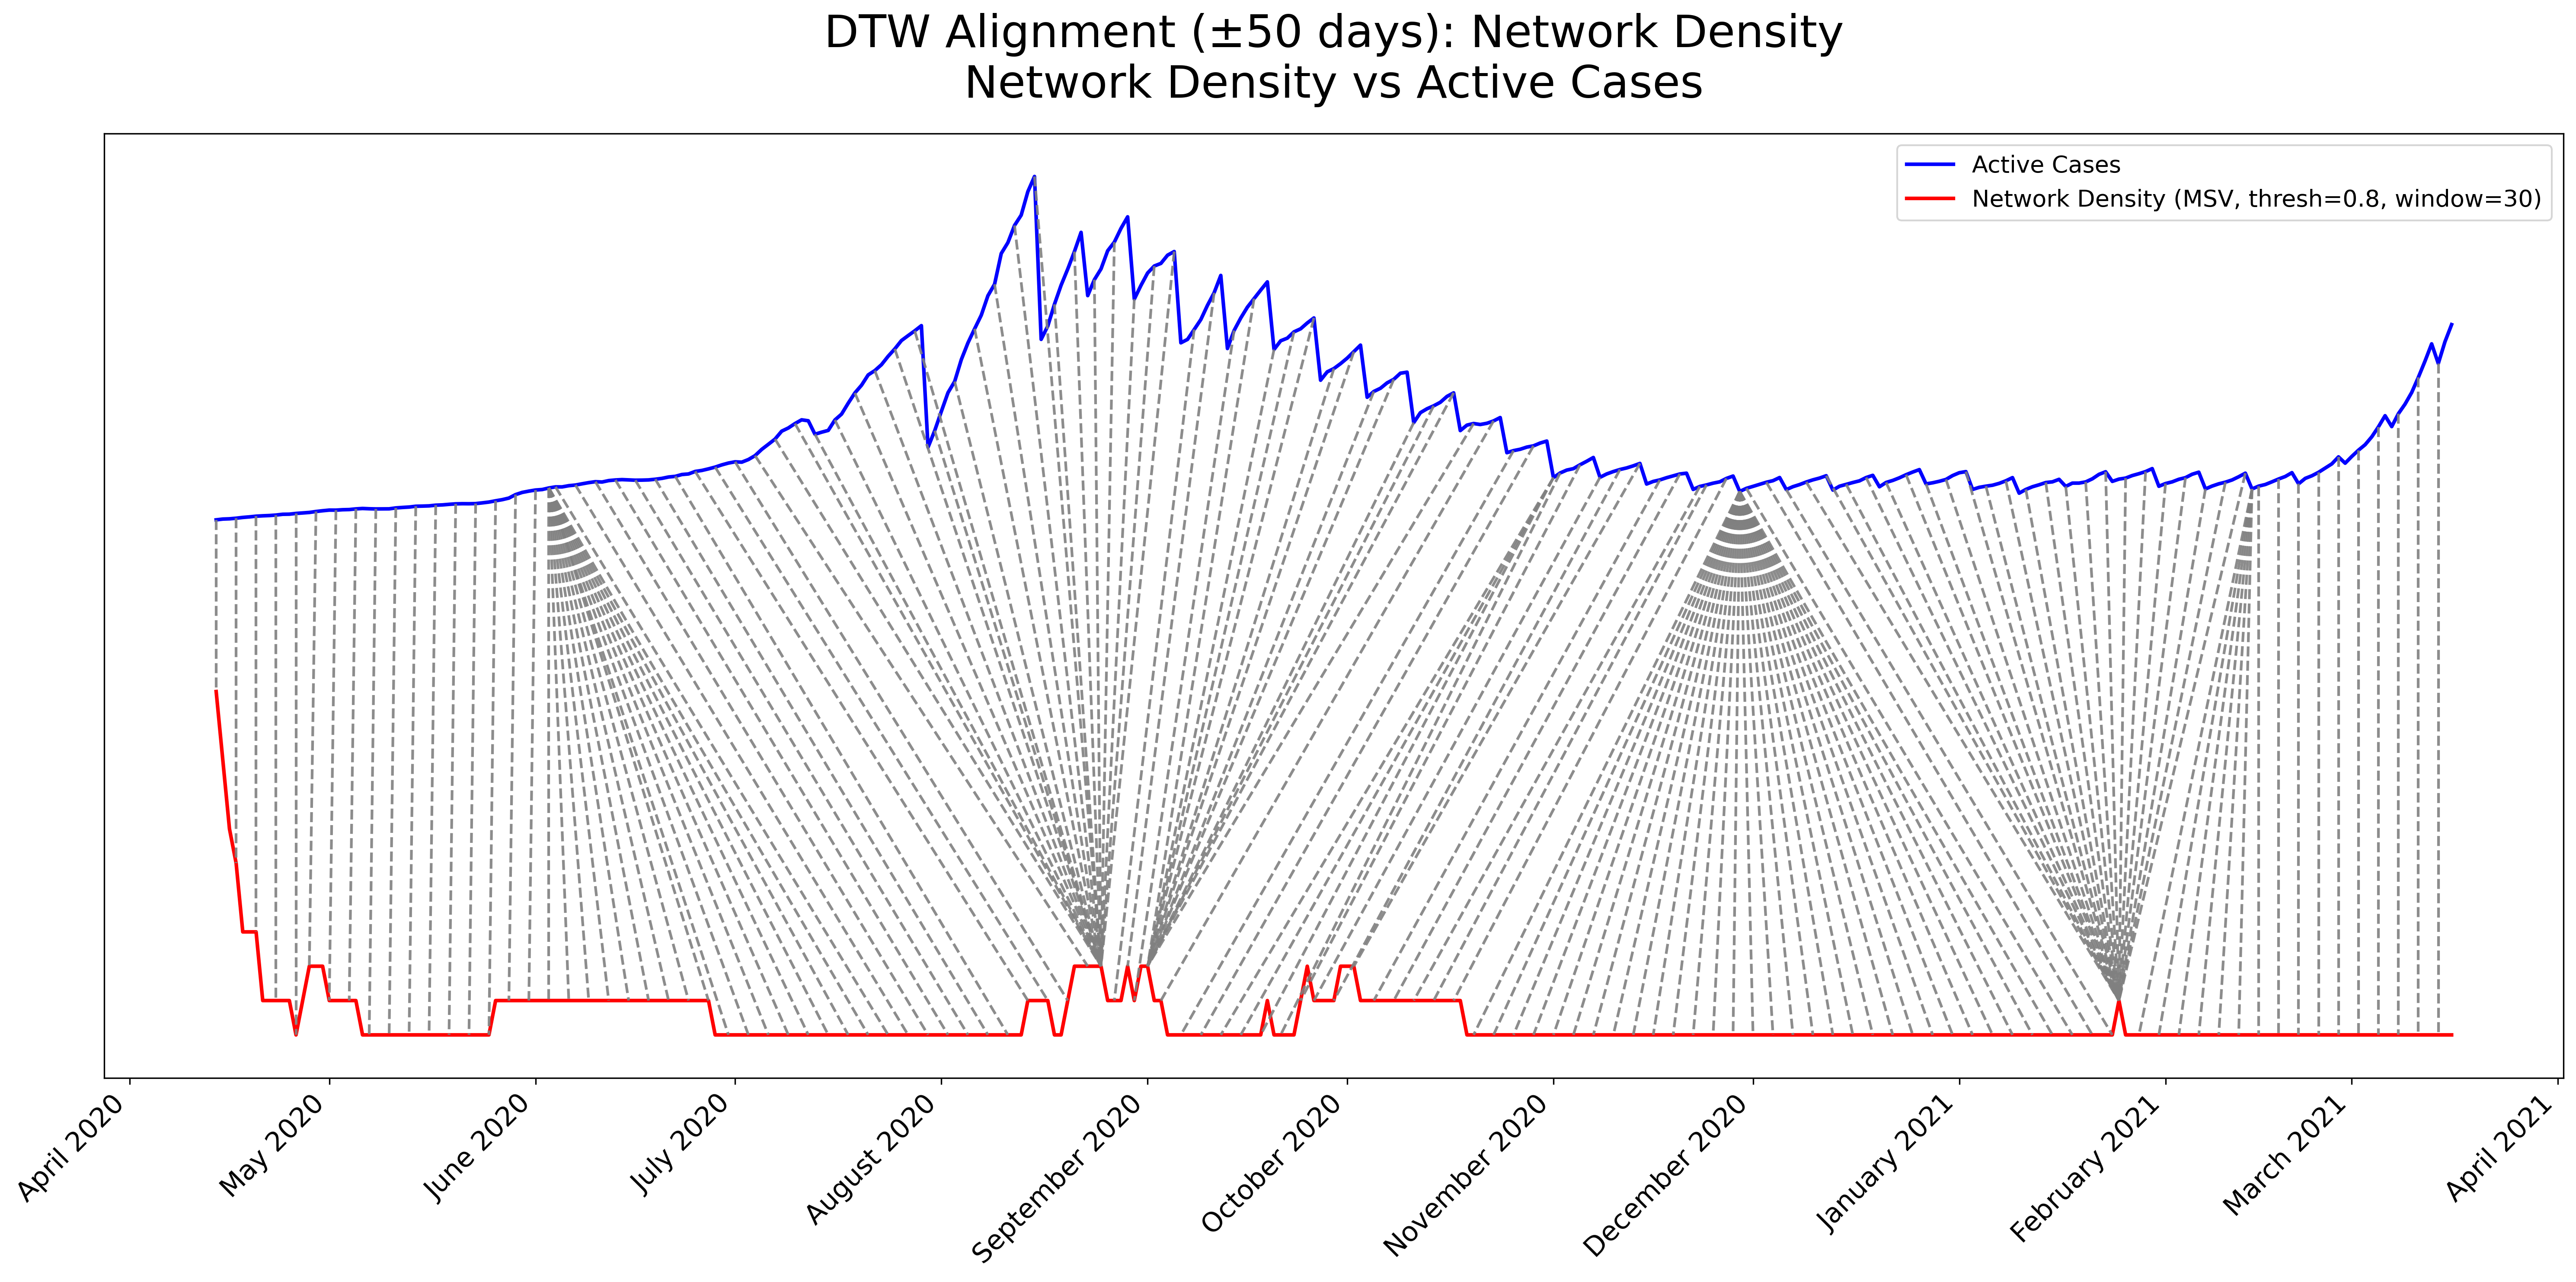 DTW Alignment (±50 days): Network Density
Network Density vs Active Cases
Active Cases
Network Density (MSV, thresh=0.8, window=30)
April 2020
May 2020
June 2020
July 2020
August 2020
September 2020
October 2020
November 2020
December 2020
January 2021
February 2021
March 2021
April 2021